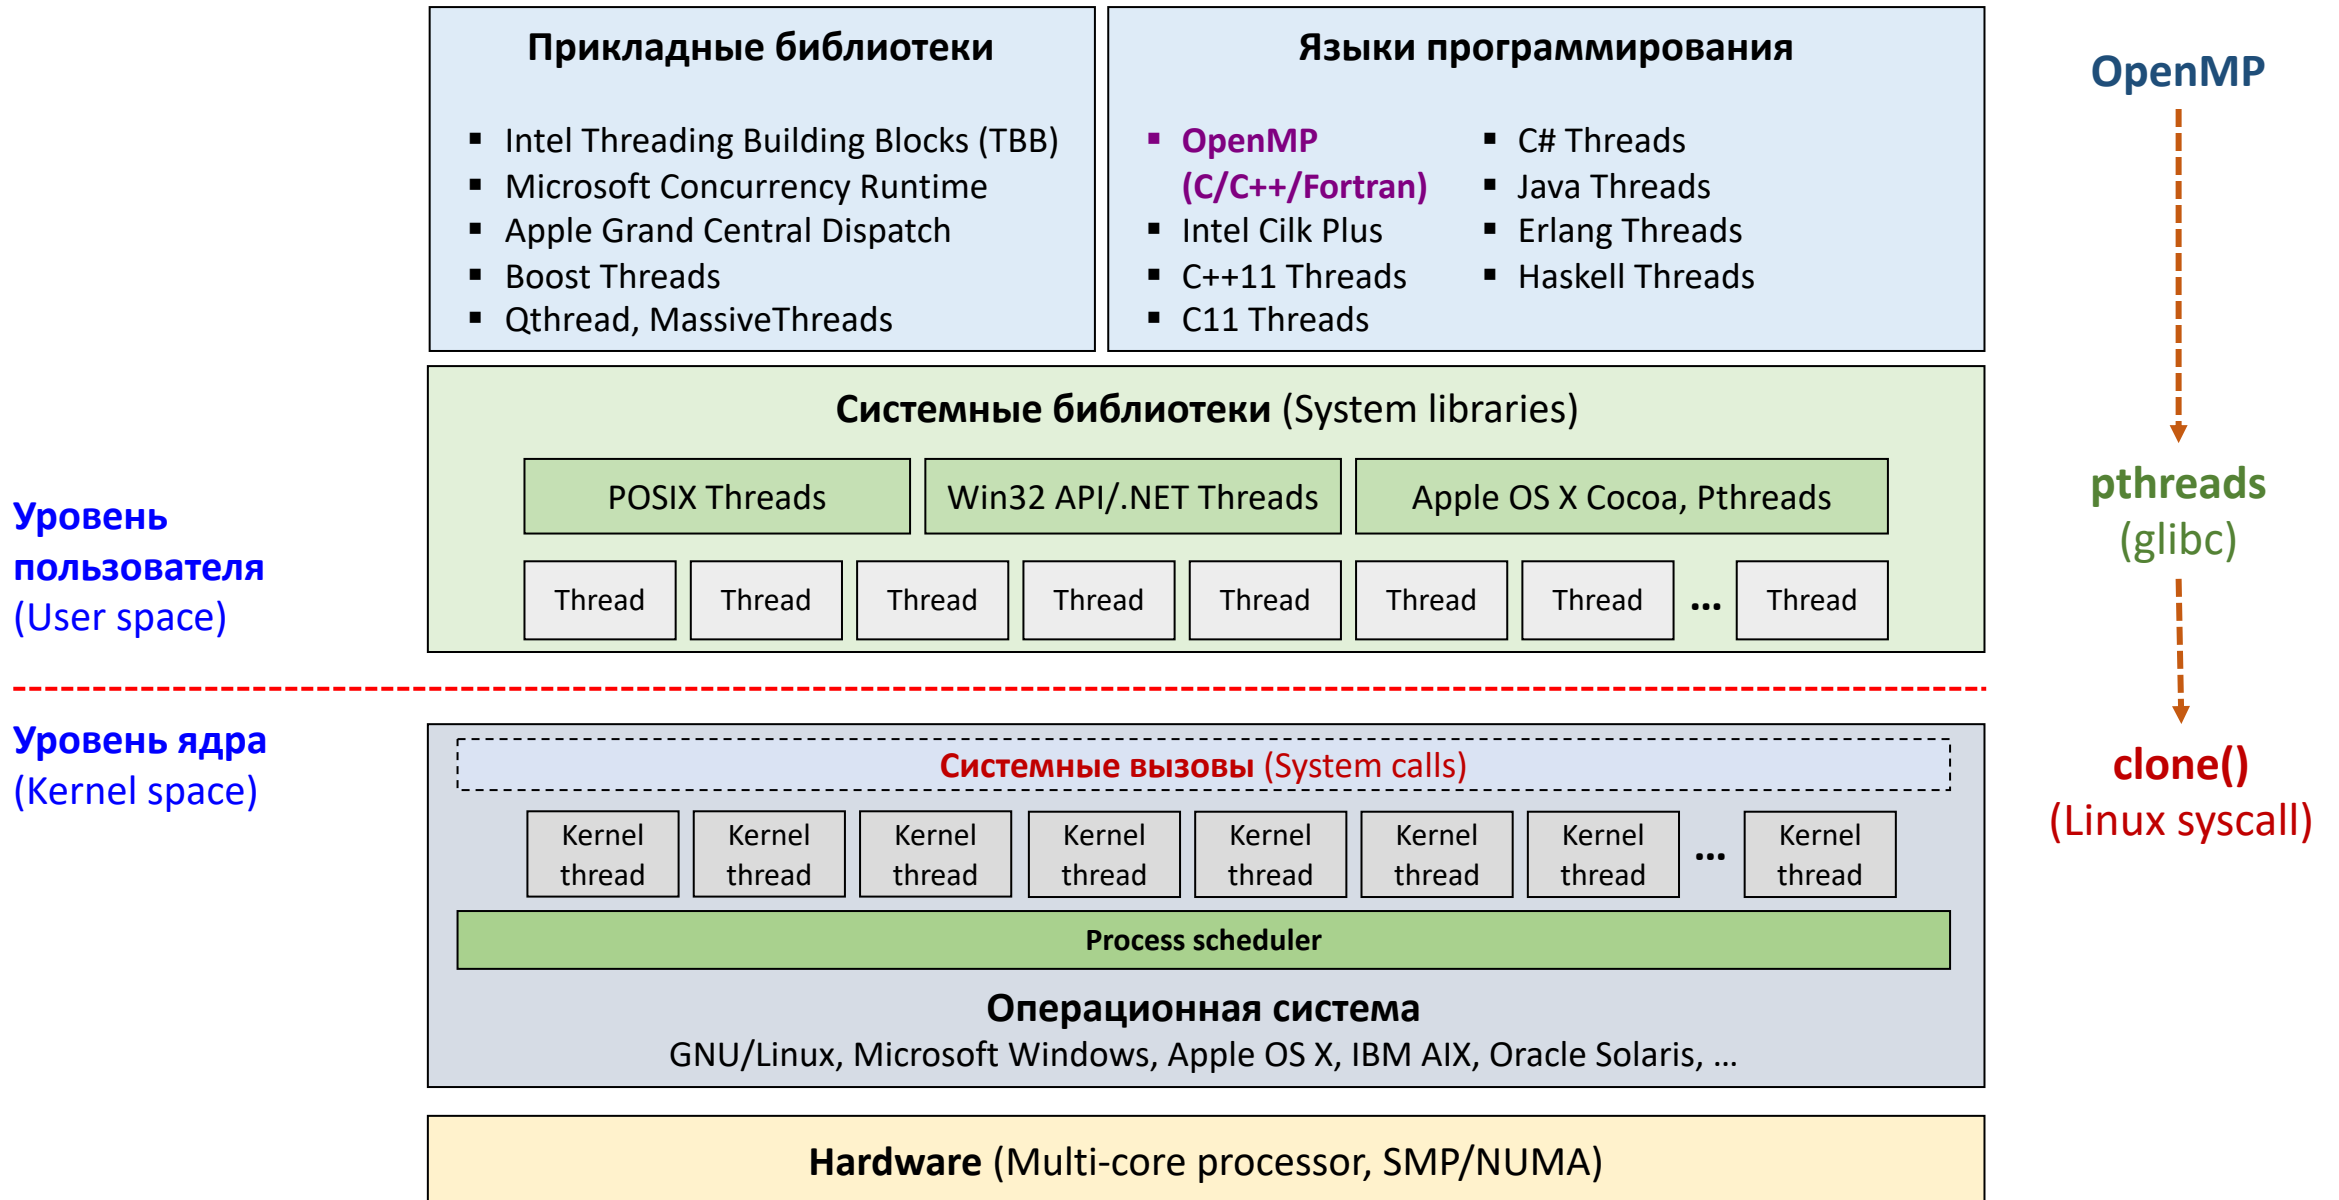 Прикладные библиотеки
▪ Intel Threading Building Blocks (TBB)
▪ Microsoft Concurrency Runtime
▪ Apple Grand Central Dispatch
▪ Boost Threads
▪ Qthread, MassiveThreads
Языки программирования
▪ OpenMP
(C/C++/Fortran)
▪ Intel Cilk Plus
▪ C++11 Threads
▪ C11 Threads
▪ C# Threads
▪ Java Threads
▪ Erlang Threads
▪ Haskell Threads
OpenMP
Системные библиотеки (System libraries)
POSIX Threads
Win32 API/.NET Threads
Apple OS X Cocoa, Pthreads
Thread
Thread
Thread
Thread
Thread
Thread
Thread
...
Thread
Уровень
пользователя
(User space)
pthreads
(glibc)
Уровень ядра
(Kernel space)
Системные вызовы (System calls)
Kernel
thread
Kernel
thread
Kernel
thread
Kernel
thread
Kernel
thread
Kernel
thread
Kernel
thread
...
Kernel
thread
clone()
(Linux syscall)
Process scheduler
Операционная система
GNU/Linux, Microsoft Windows, Apple OS X, IBM AIX, Oracle Solaris, …
Hardware (Multi-core processor, SMP/NUMA)